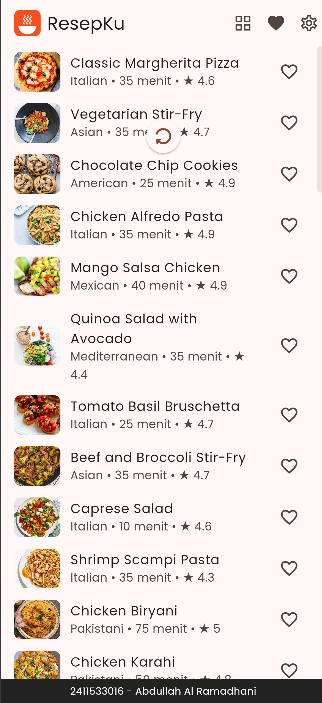 ResepKu
Classic Margherita Pizza
Italian • 35 menit • ★ 4.6
Vegetarian Stir-Fry
Asian • 35 me ★ 4.7
Chocolate Chip Cookies
American • 25 menit • ★ 4.9
Chicken Alfredo Pasta
Italian • 35 menit • ★ 4.9
Mango Salsa Chicken
Mexican • 40 menit • ★ 4.9
Quinoa Salad with
Avocado
Mediterranean • 35 menit • ★
4.4
Tomato Basil Bruschetta
Italian • 25 menit • ★ 4.7
Beef and Broccoli Stir-Fry
Asian • 35 menit • ★ 4.7
Caprese Salad
Italian • 10 menit • ★ 4.6
Shrimp Scampi Pasta
Italian • 35 menit • ★ 4.3
Chicken Biryani
Pakistani • 75 menit • ★ 5
Chicken Karahi
Pakistani • 50 menit • ★ 4.8
2411533016 - Abdullah Al Ramadhani